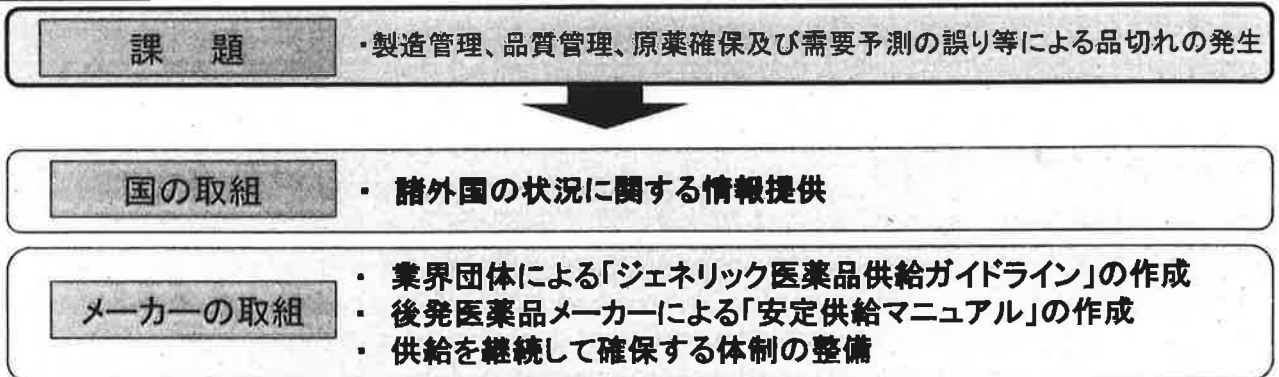 課 題
・製造管理、品質管理、原薬確保及び需要予測の誤り等による品切れの発生
国の取組
・ 諸外国の状況に関する情報提供
メーカーの取組
・ 業界団体による「ジェネリック医薬品供給ガイドライン」の作成
・ 後発医薬品メーカーによる「安定供給マニュアル」の作成
・ 供給を継続して確保する体制の整備